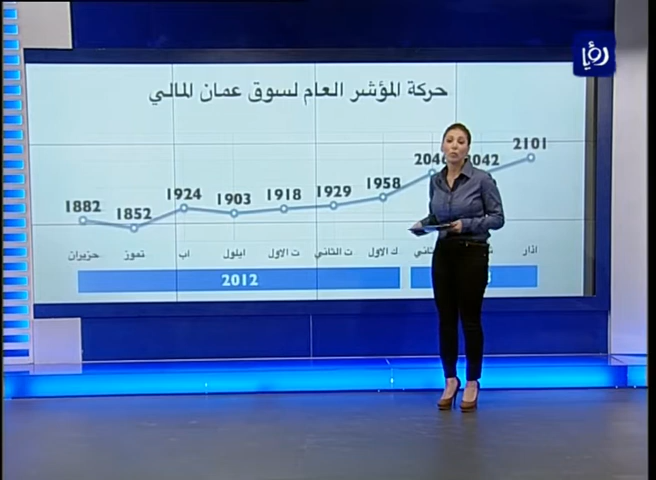 رؤيا
حركة المؤشر العام لسوق عمان المالي
1882 1852 1924 1903 1918 1929 1958 2042 2101
حزيران تموز اب ايلول ت الاول ت الثاني ك الاول اذار
2012